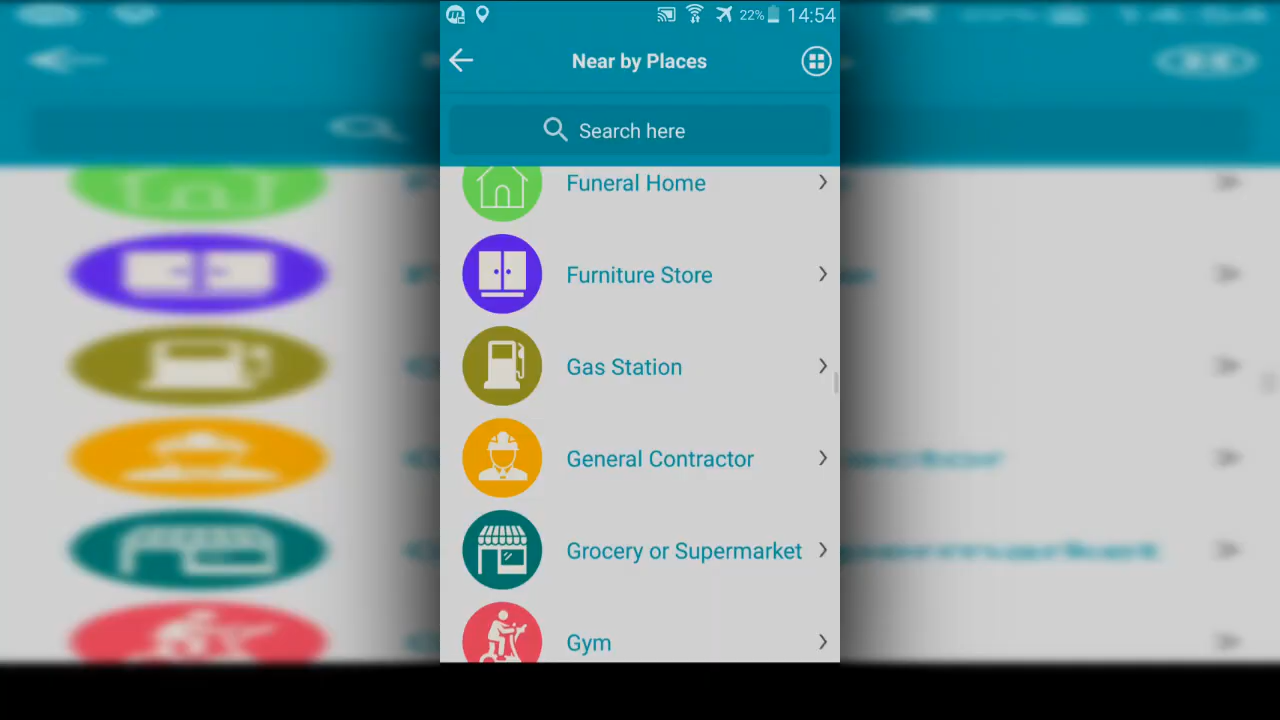 22% 14:54
Near by Places
Search here
Funeral Home
Furniture Store
Gas Station
General Contractor
Grocery or Supermarket
Gym